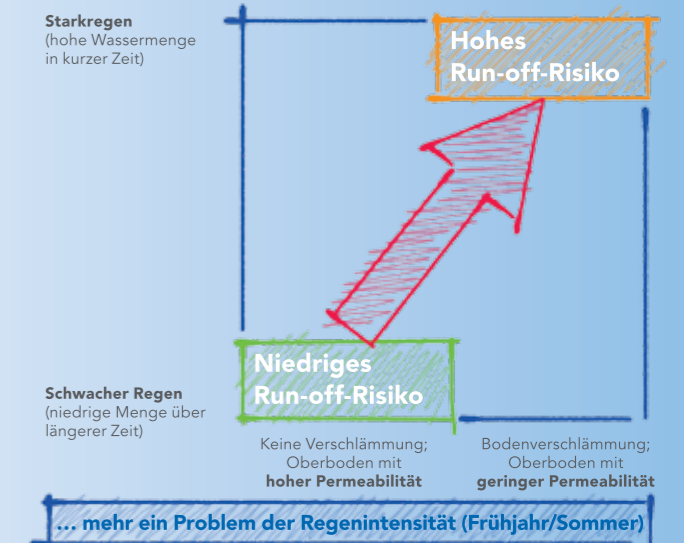 Starkregen
(hohe Wassermenge
in kurzer Zeit)
Hohes
Run-off-Risiko
Niedriges
Run-off-Risiko
Schwacher Regen
(niedrige Menge über
längerer Zeit)
Keine Verschlämmung;
Oberboden mit
hoher Permeabilität
Bodenverschlämmung;
Oberboden mit
geringer Permeabilität
... mehr ein Problem der Regenintensität (Frühjahr/Sommer)